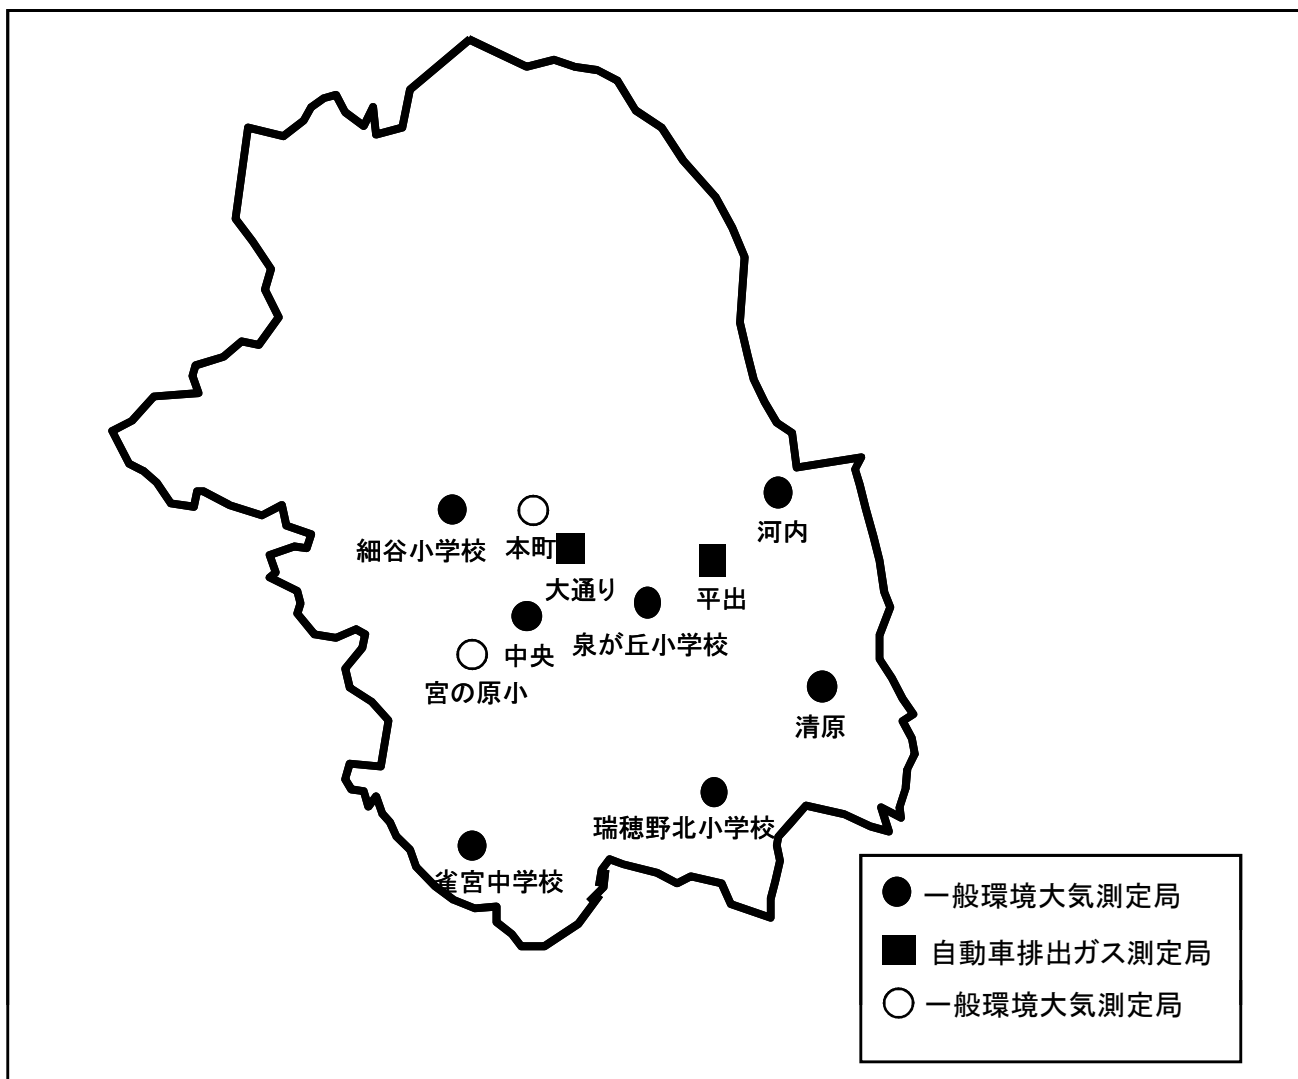 河内
細谷小学校
本町
大通り
平出
泉が丘小学校
中央
宮の原小
清原
瑞穂野北小学校
雀宮中学校
一般環境大気測定局
自動車排出ガス測定局
一般環境大気測定局